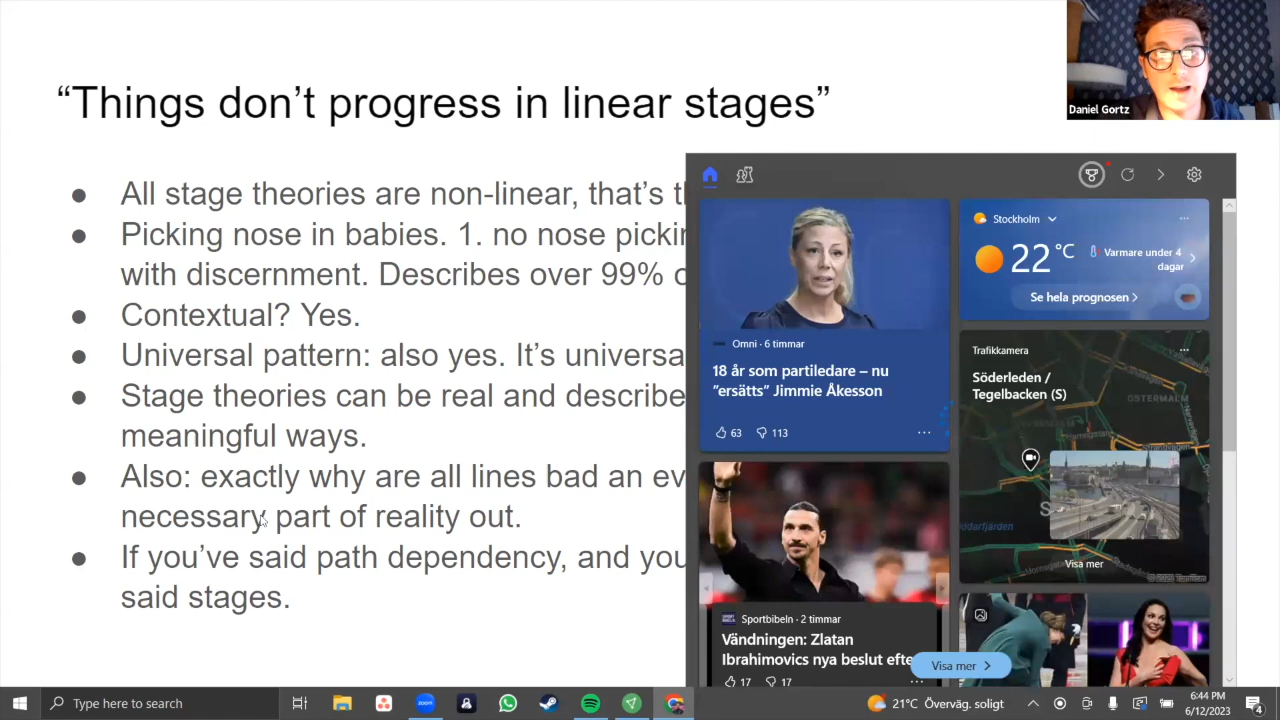 “Things don’t progress in linear stages”
Daniel Gortz
● All stage theories are non-linear, that’s
● Picking nose in babies. 1. no nose
with discernment. Describes over 99%
● Contextual? Yes.
● Universal pattern: also yes. It’s
● Stage theories can be real and describe
meaningful ways.
● Also: exactly why are all lines bad an
necessary part of reality out.
● If you’ve said path dependency, and
said stages.
Omni · 6 timmar
18 år som partiledare – nu
”ersätts” Jimmie Åkesson
63 113
Stockholm
22 °C
Varmare under 4
dagar
Se hela prognosen
Trafikkamera
Söderleden /
Tegelbacken (S)
ÖSTERMALM
Visa mer
Sportbibeln · 2 timmar
Vändningen: Zlatan
Ibrahimovics nya beslut
17 17
Visa mer
Type here to search
zoom
21°C Överväg. soligt
6:44 PM
6/12/2023
4